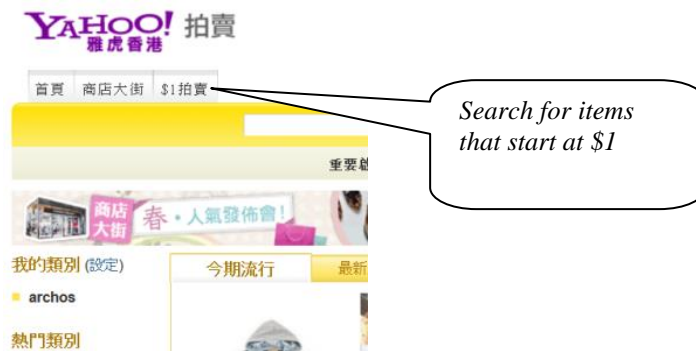 YAHOO! 拍賣
雅虎香港
首頁 商店大街 $1拍賣
Search for items
that start at $1
重要啟
商店
大街
春・人氣發佈會!
我的類別 (設定)
今期流行
最新
archos
熱門類別